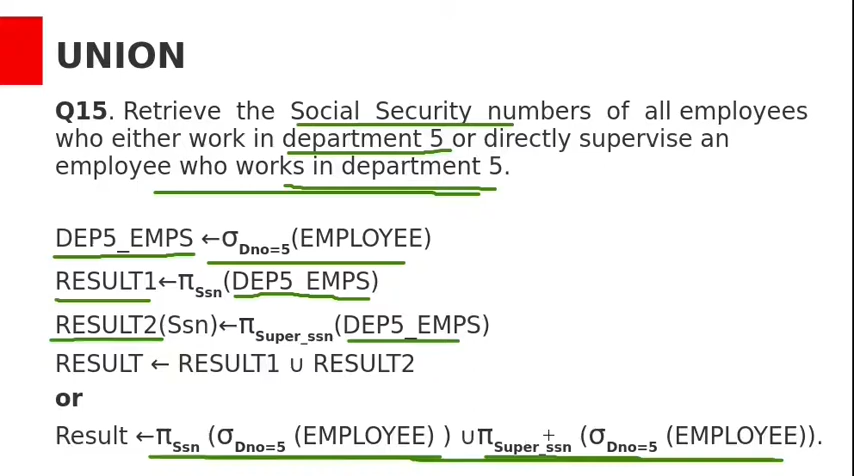 UNION
Q15. Retrieve the Social Security numbers of all employees
who either work in department 5 or directly supervise an
employee who works in department 5.
DEP5_EMPS ←σDno=5(EMPLOYEE)
RESULT1←πSsn(DEP5_EMPS)
RESULT2(Ssn)←πSuper_ssn(DEP5_EMPS)
RESULT ← RESULT1 ∪ RESULT2
or
Result ←πSsn (σDno=5 (EMPLOYEE) ) ∪πSuper_ssn (σDno=5 (EMPLOYEE)).